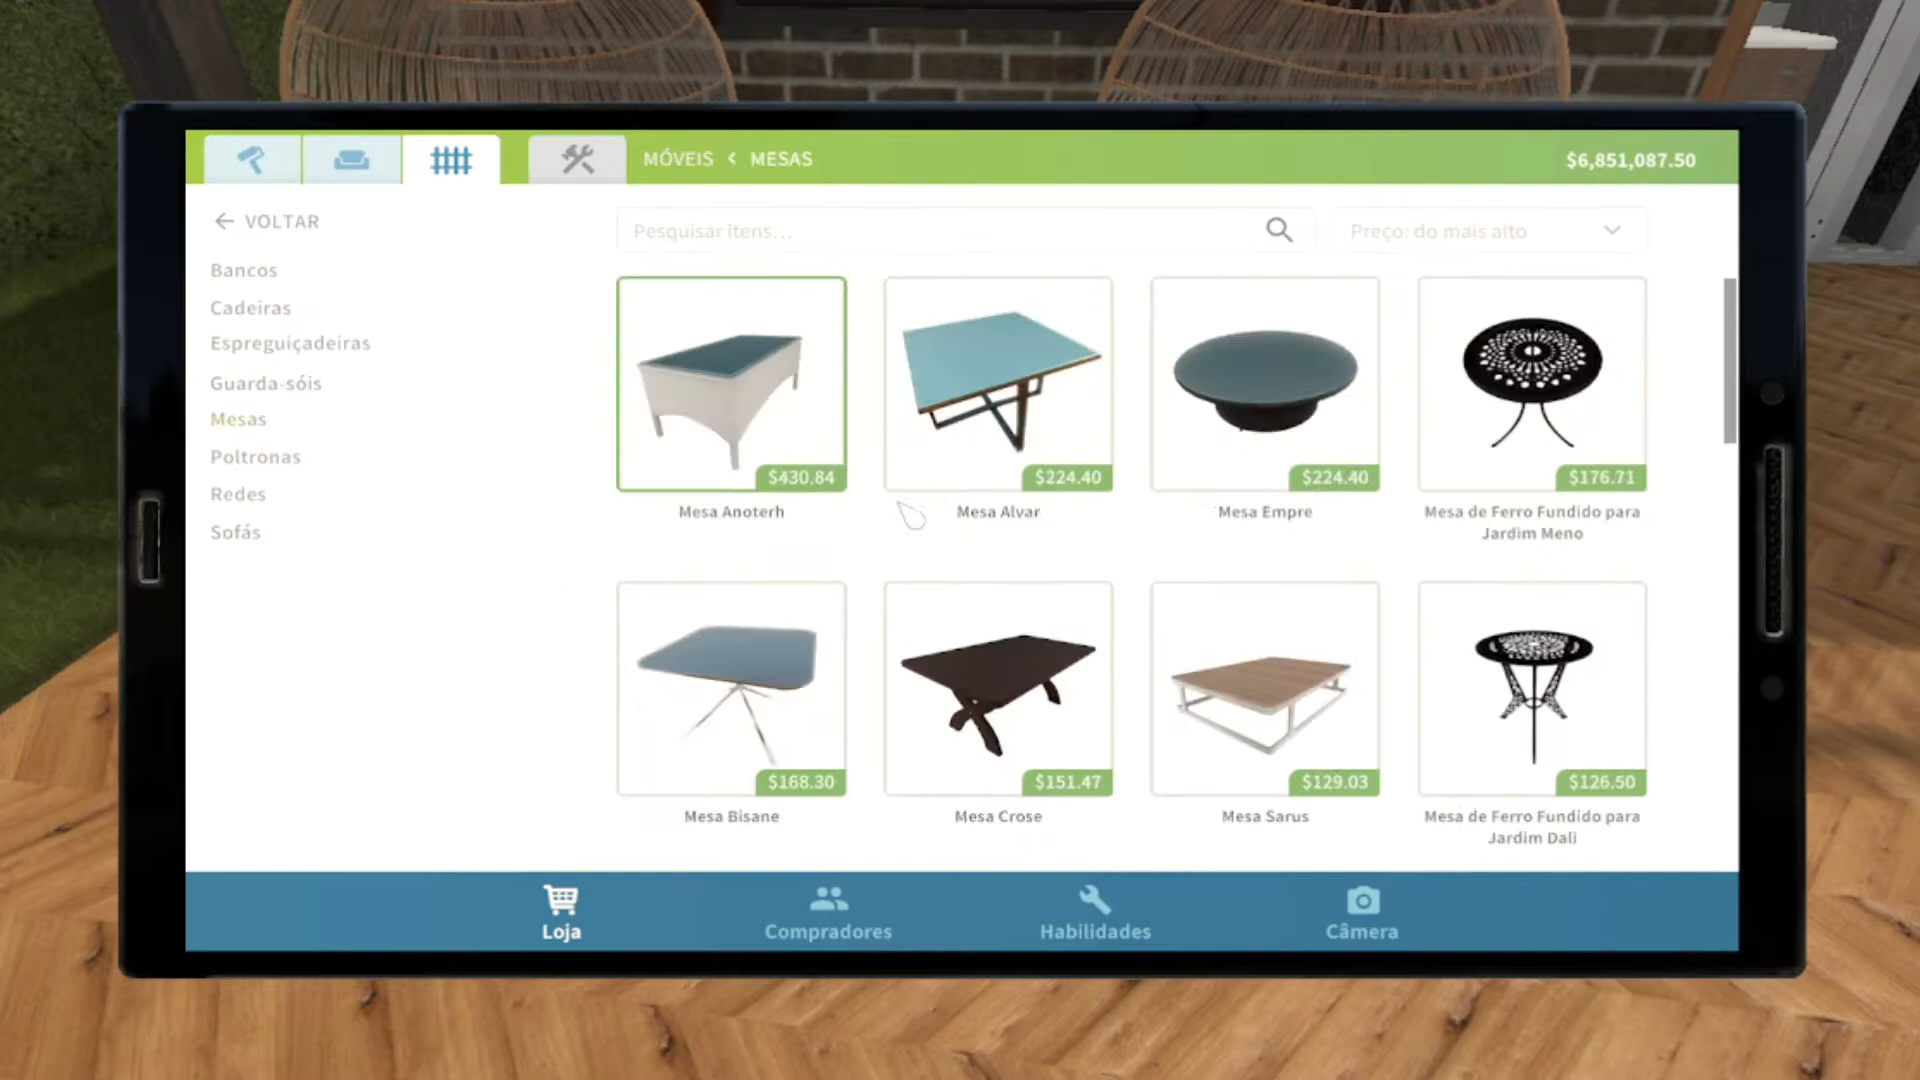 MÓVEIS < MESAS
$6,851,087.50
← VOLTAR
Pesquisar itens...
Preço: do mais alto
Bancos
Cadeiras
Espreguiçadeiras
Guarda-sóis
Mesas
Poltronas
Redes
Sofás
$430.84
$224.40
$224.40
$176.71
Mesa Anoterh
Mesa Alvar
Mesa Empre
Mesa de Ferro Fundido para
Jardim Meno
$168.30
$151.47
$129.03
$126.50
Mesa Bisane
Mesa Crose
Mesa Sarus
Mesa de Ferro Fundido para
Jardim Dali
Loja
Compradores
Habilidades
Câmera